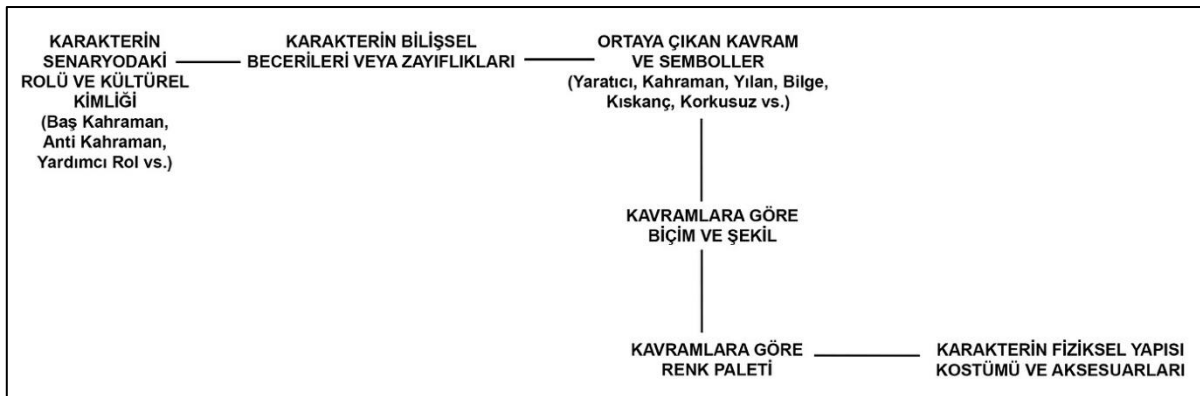 KARAKTERİN
SENARYODAKİ
ROLÜ VE KÜLTÜREL
KİMLİĞİ
(Baş Kahraman,
Anti Kahraman,
Yardımcı Rol vs.)
KARAKTERİN BİLİŞSEL
BECERİLERİ VEYA ZAYIFLIKLARI
ORTAYA ÇIKAN KAVRAM
VE SEMBOLLER
(Yaratıcı, Kahraman, Yılan, Bilge,
Kıskanç, Korkusuz vs.)
KAVRAMLARA GÖRE
BİÇİM VE ŞEKİL
KAVRAMLARA GÖRE
RENK PALETİ
KARAKTERİN FİZİKSEL YAPISI
KOSTÜMÜ VE AKSESUARLARI